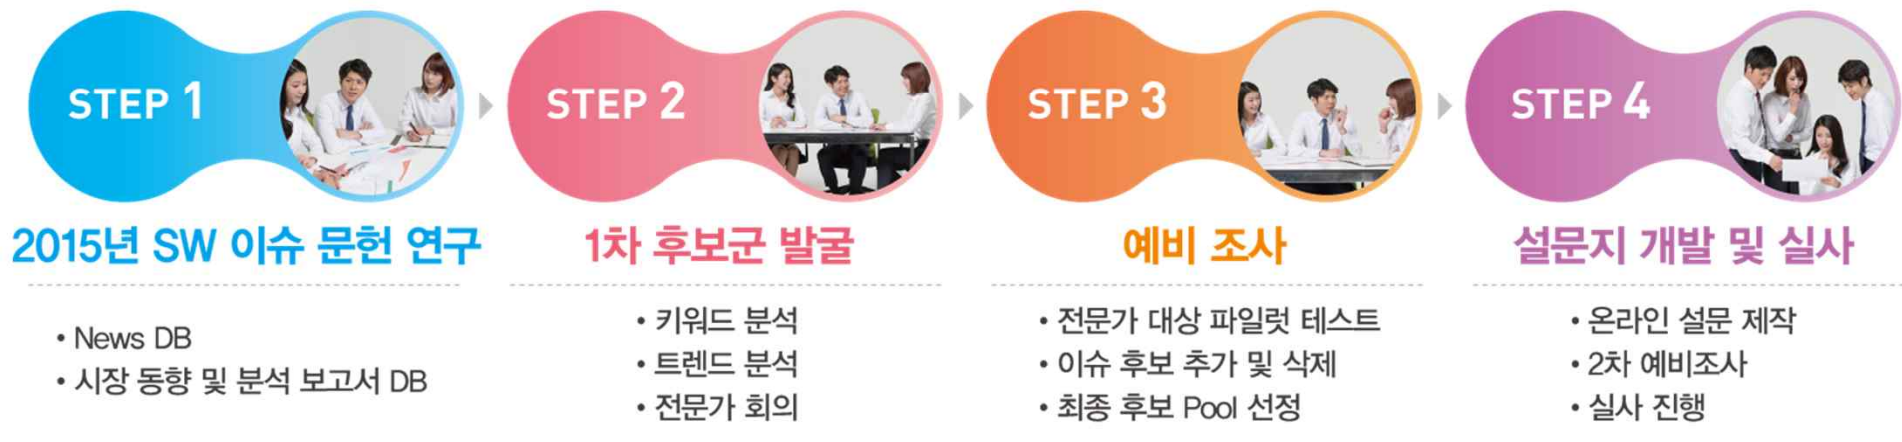 STEP 1
2015년 SW 이슈 문헌 연구
• News DB
• 시장 동향 및 분석 보고서 DB
STEP 2
1차 후보군 발굴
• 키워드 분석
• 트렌드 분석
• 전문가 회의
STEP 3
예비 조사
• 전문가 대상 파일럿 테스트
• 이슈 후보 추가 및 삭제
• 최종 후보 Pool 선정
STEP 4
설문지 개발 및 실사
• 온라인 설문 제작
• 2차 예비조사
• 실사 진행